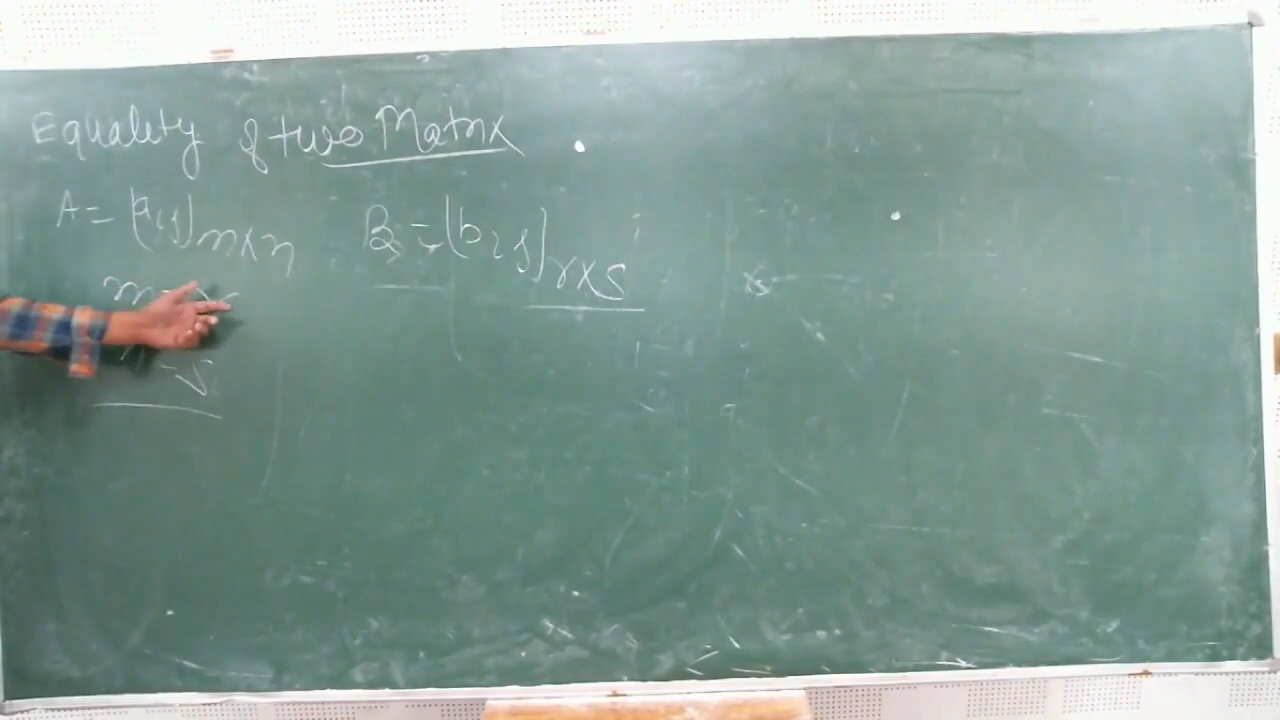 Equality of two Matrix
A = [aij]m×n B = [bij]r×s
m
= s